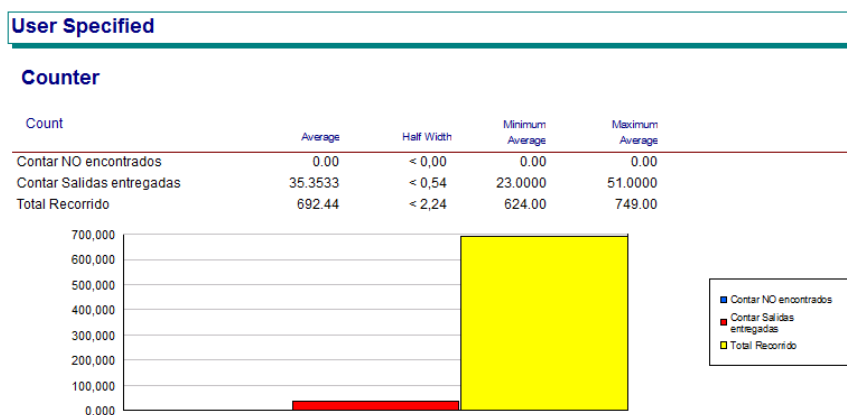 User Specified
Counter
Count Average Half Width Minimum Average Maximum Average
Contar NO encontrados 0.00 < 0,00 0.00 0.00
Contar Salidas entregadas 35.3533 < 0,54 23.0000 51.0000
Total Recorrido 692.44 < 2,24 624.00 749.00
700,000
600,000
500,000
400,000
300,000
200,000
100,000
0.000
Contar NO encontrados
Contar Salidas
entregadas
Total Recorrido